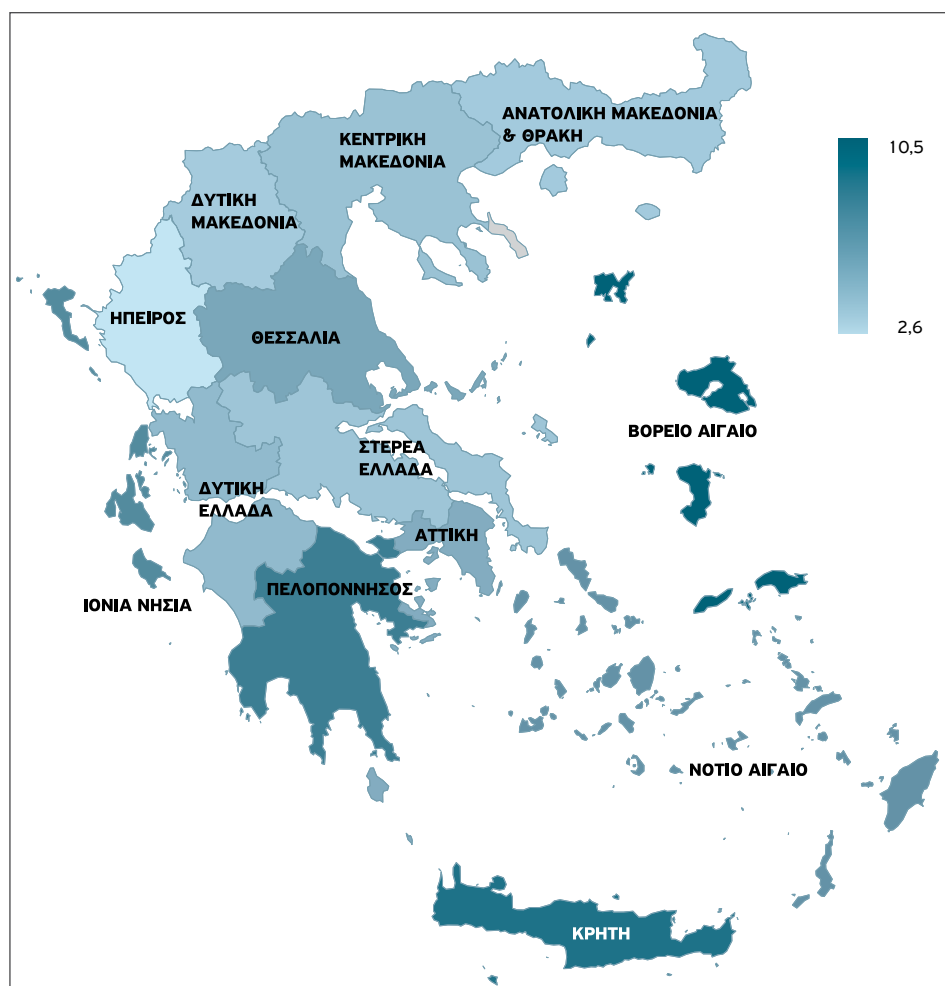 ΑΝΑΤΟΛΙΚΗ ΜΑΚΕΔΟΝΙΑ
& ΘΡΑΚΗ
ΚΕΝΤΡΙΚΗ
ΜΑΚΕΔΟΝΙΑ
10,5
ΔΥΤΙΚΗ
ΜΑΚΕΔΟΝΙΑ
ΗΠΕΙΡΟΣ
2,6
ΘΕΣΣΑΛΙΑ
ΒΟΡΕΙΟ ΑΙΓΑΙΟ
ΣΤΕΡΕΑ
ΕΛΛΑΔΑ
ΔΥΤΙΚΗ
ΕΛΛΑΔΑ
ΑΤΤΙΚΗ
ΠΕΛΟΠΟΝΝΗΣΟΣ
ΙΟΝΙΑ ΝΗΣΙΑ
ΝΟΤΙΟ ΑΙΓΑΙΟ
ΚΡΗΤΗ